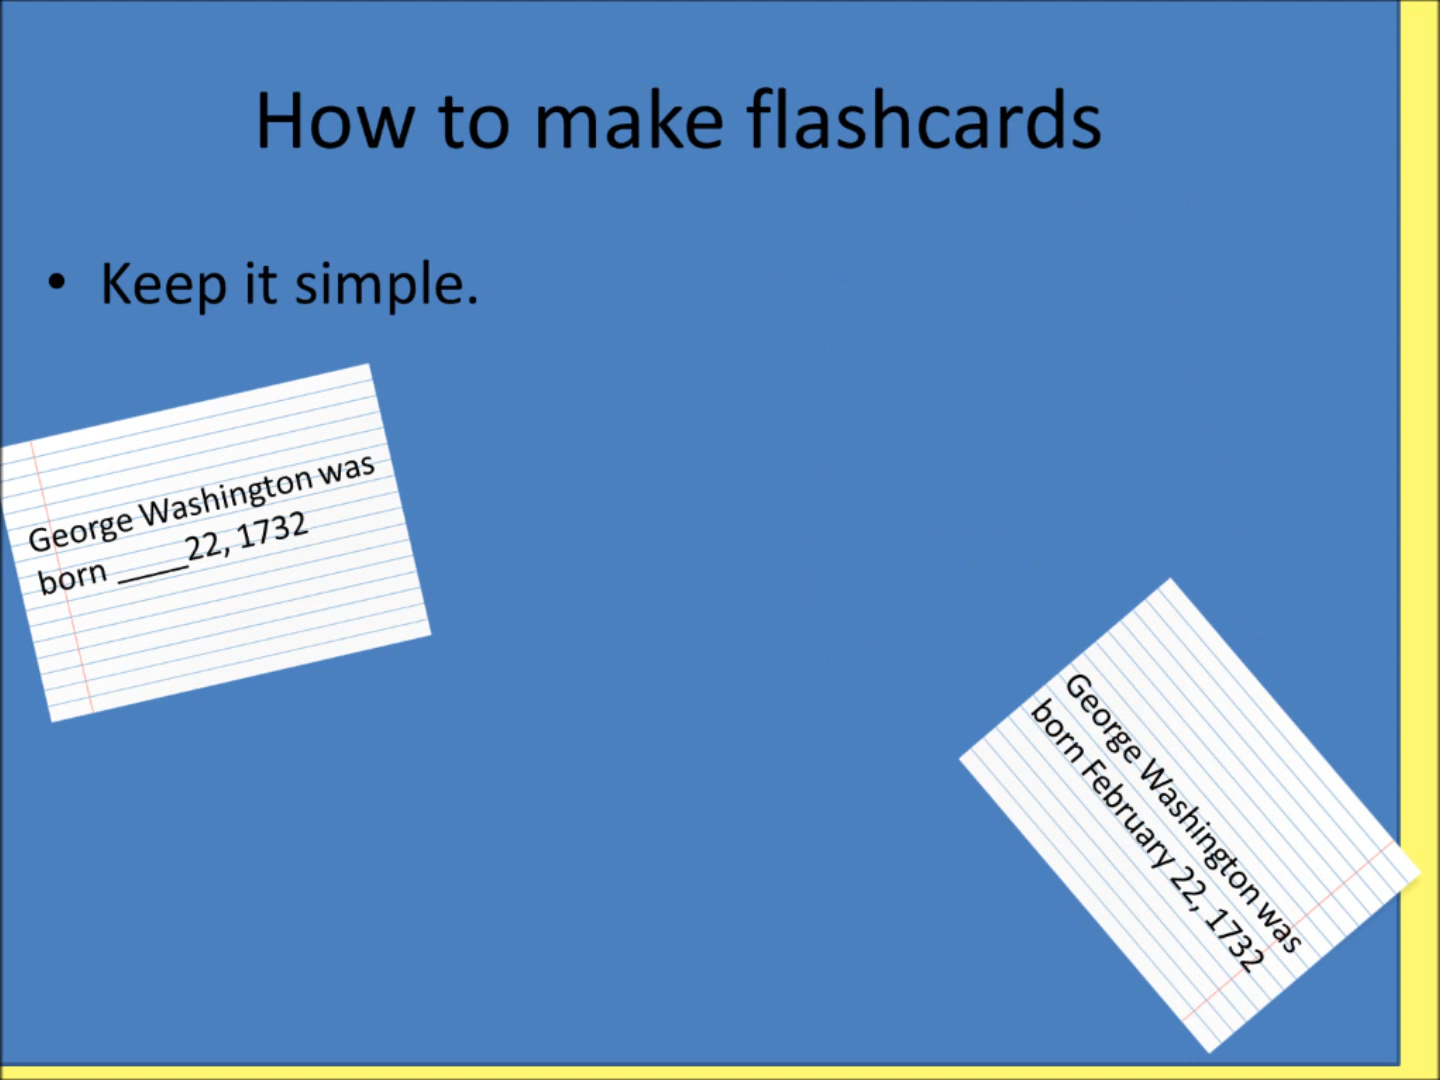 How to make flashcards
• Keep it simple.
George Washington was
born ____22, 1732
George Washington was
born February 22, 1732